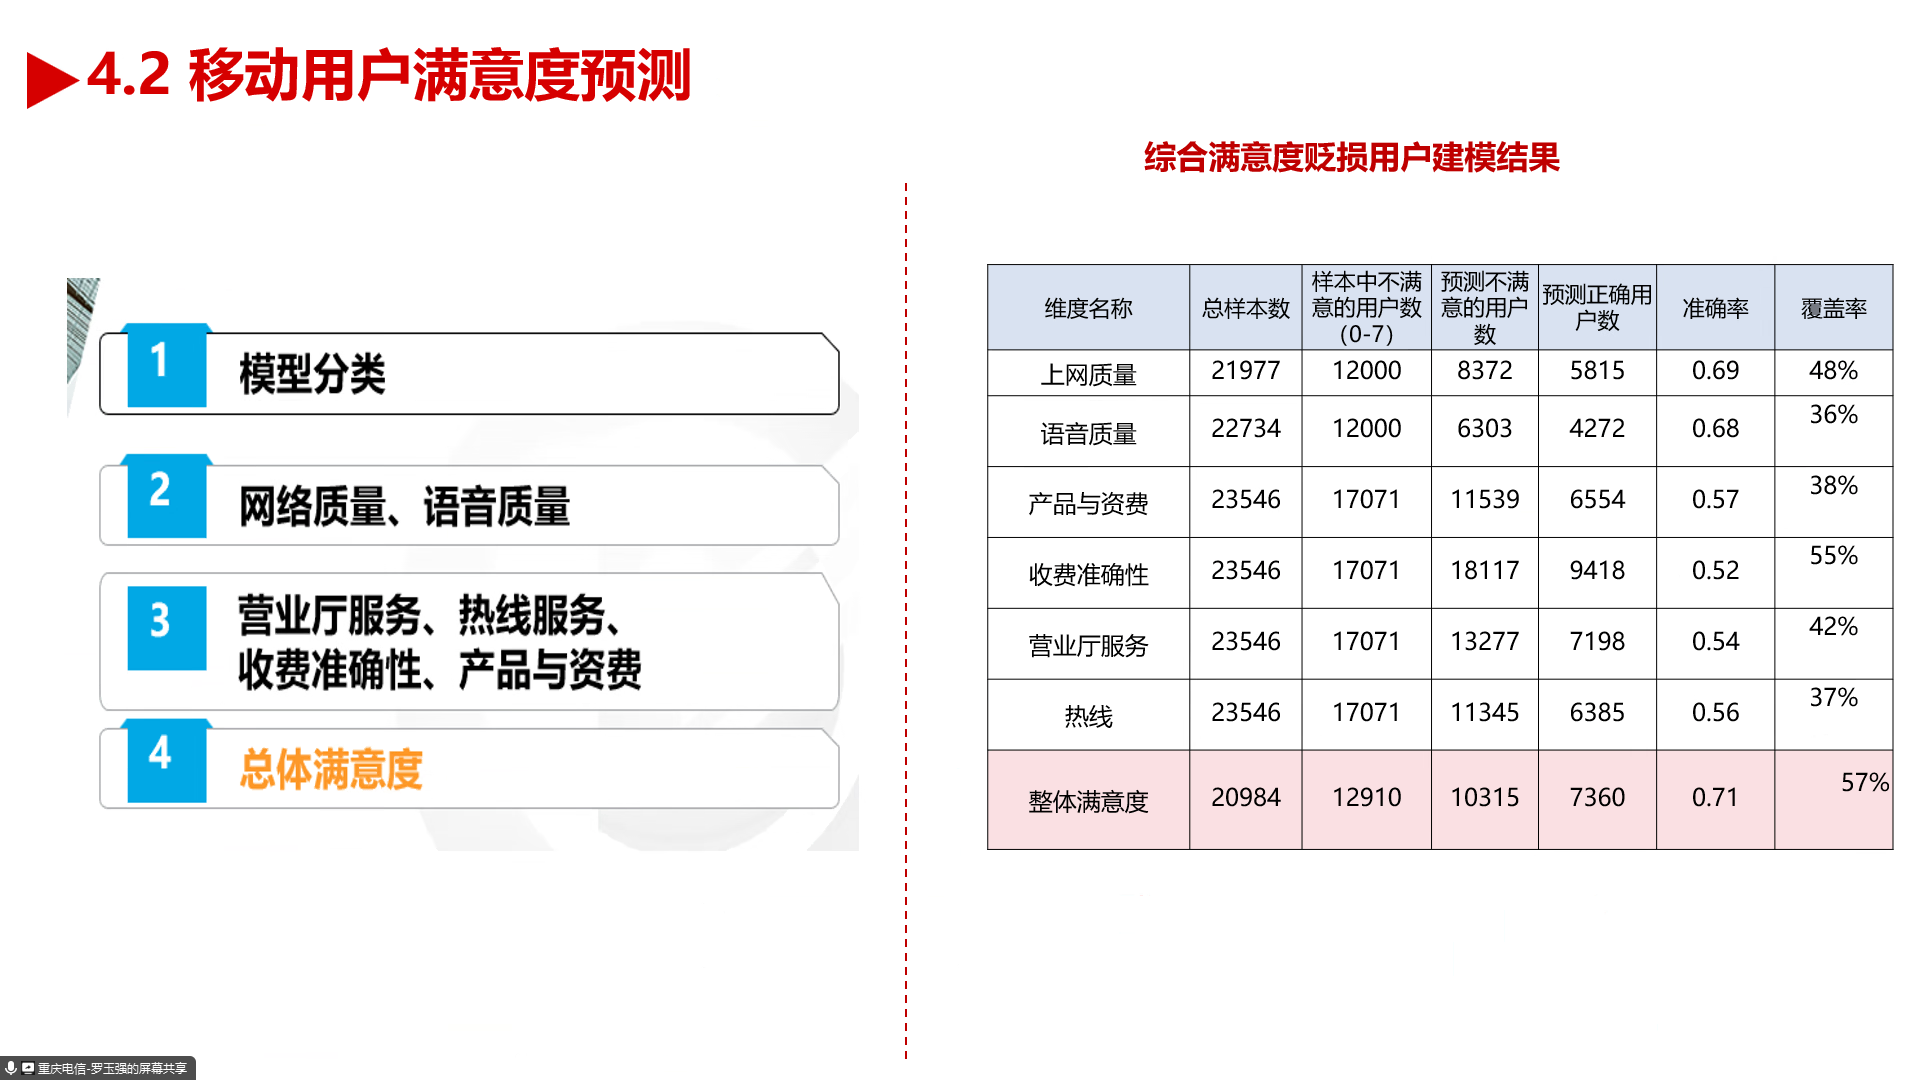 4.2 移动用户满意度预测
综合满意度贬损用户建模结果
1 模型分类
2 网络质量、语音质量
3 营业厅服务、热线服务、
收费准确性、产品与资费
4 总体满意度
维度名称 总样本数 样本中不满意的用户数（0-7） 预测不满意的用户数 预测正确用户数 准确率 覆盖率
上网质量 21977 12000 8372 5815 0.69 48%
语音质量 22734 12000 6303 4272 0.68 36%
产品与资费 23546 17071 11539 6554 0.57 38%
收费准确性 23546 17071 18117 9418 0.52 55%
营业厅服务 23546 17071 13277 7198 0.54 42%
热线 23546 17071 11345 6385 0.56 37%
整体满意度 20984 12910 10315 7360 0.71 57%
重庆电信-罗玉强的屏幕共享